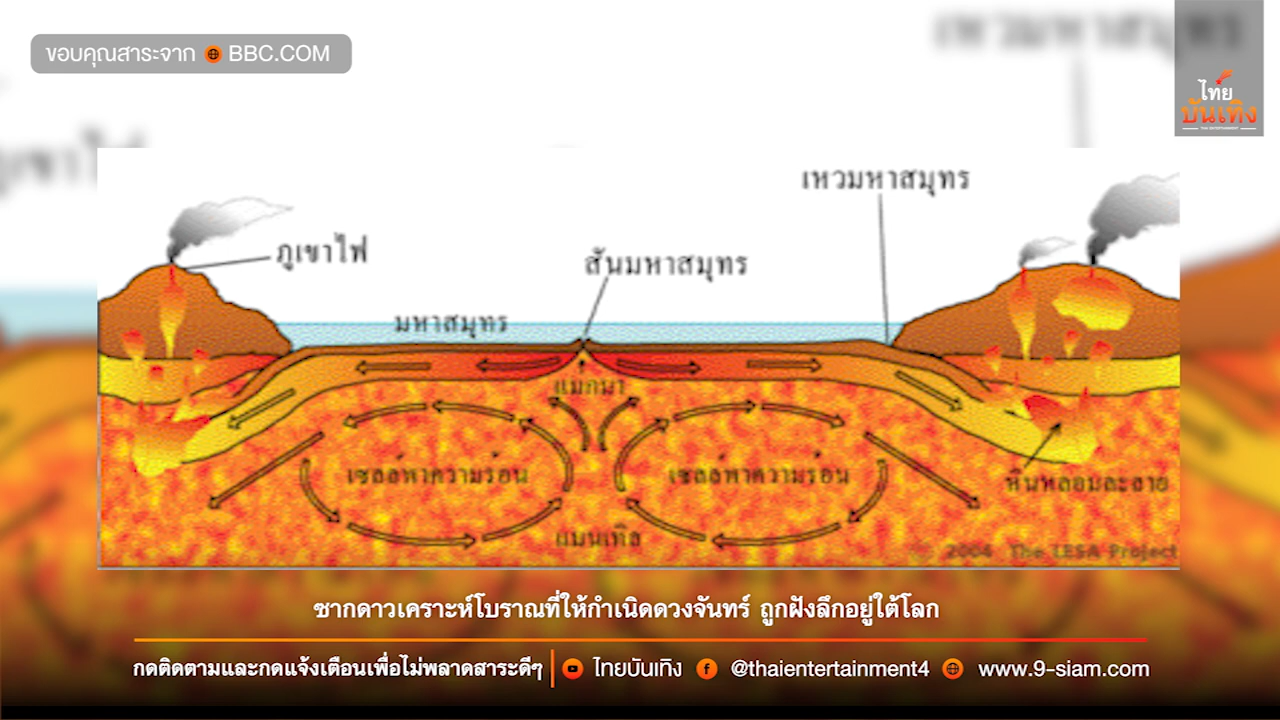 ขอบคุณสาระจาก BBC.COM
ไทย
บันเทิง
THAI ENTERTAINMENT
เหวมหาสมุทร
ภูเขาไฟ
สันมหาสมุทร
มหาสมุทร
แมกมา
เซลล์พาความร้อน
เซลล์พาความร้อน
หินหลอมละลาย
แมนเทิล
2004 The LESA Project
ซากดาวเคราะห์โบราณที่ให้กำเนิดดวงจันทร์ ถูกฝังลึกอยู่ใต้โลก
กดติดตามและกดแจ้งเตือนเพื่อไม่พลาดสาระดีๆ ไทยบันเทิง @thaientertainment4 www.9-siam.com